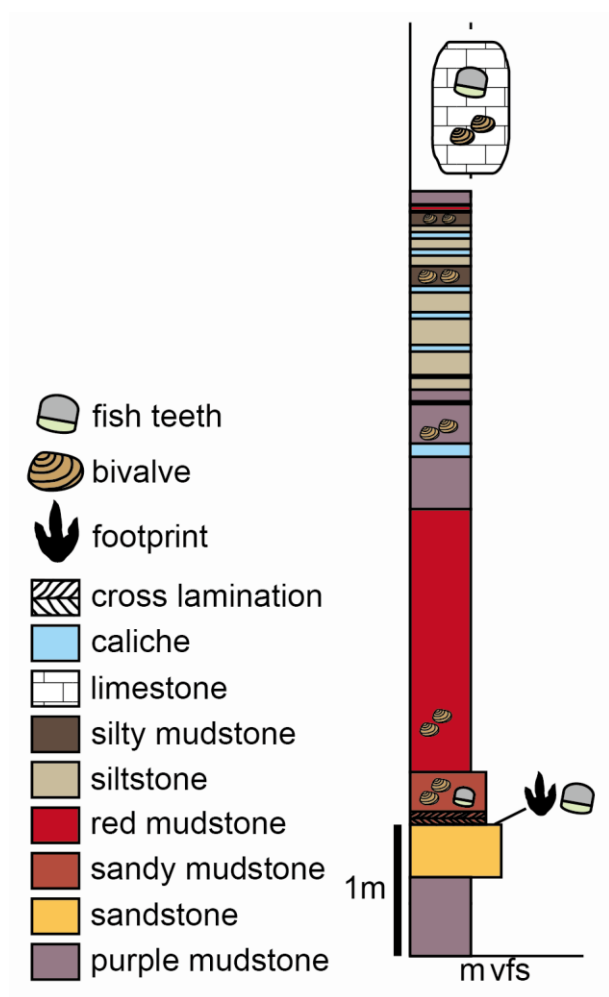 fish teeth
bivalve
footprint
cross lamination
caliche
limestone
silty mudstone
siltstone
red mudstone
sandy mudstone
sandstone
purple mudstone
1m
m vfs